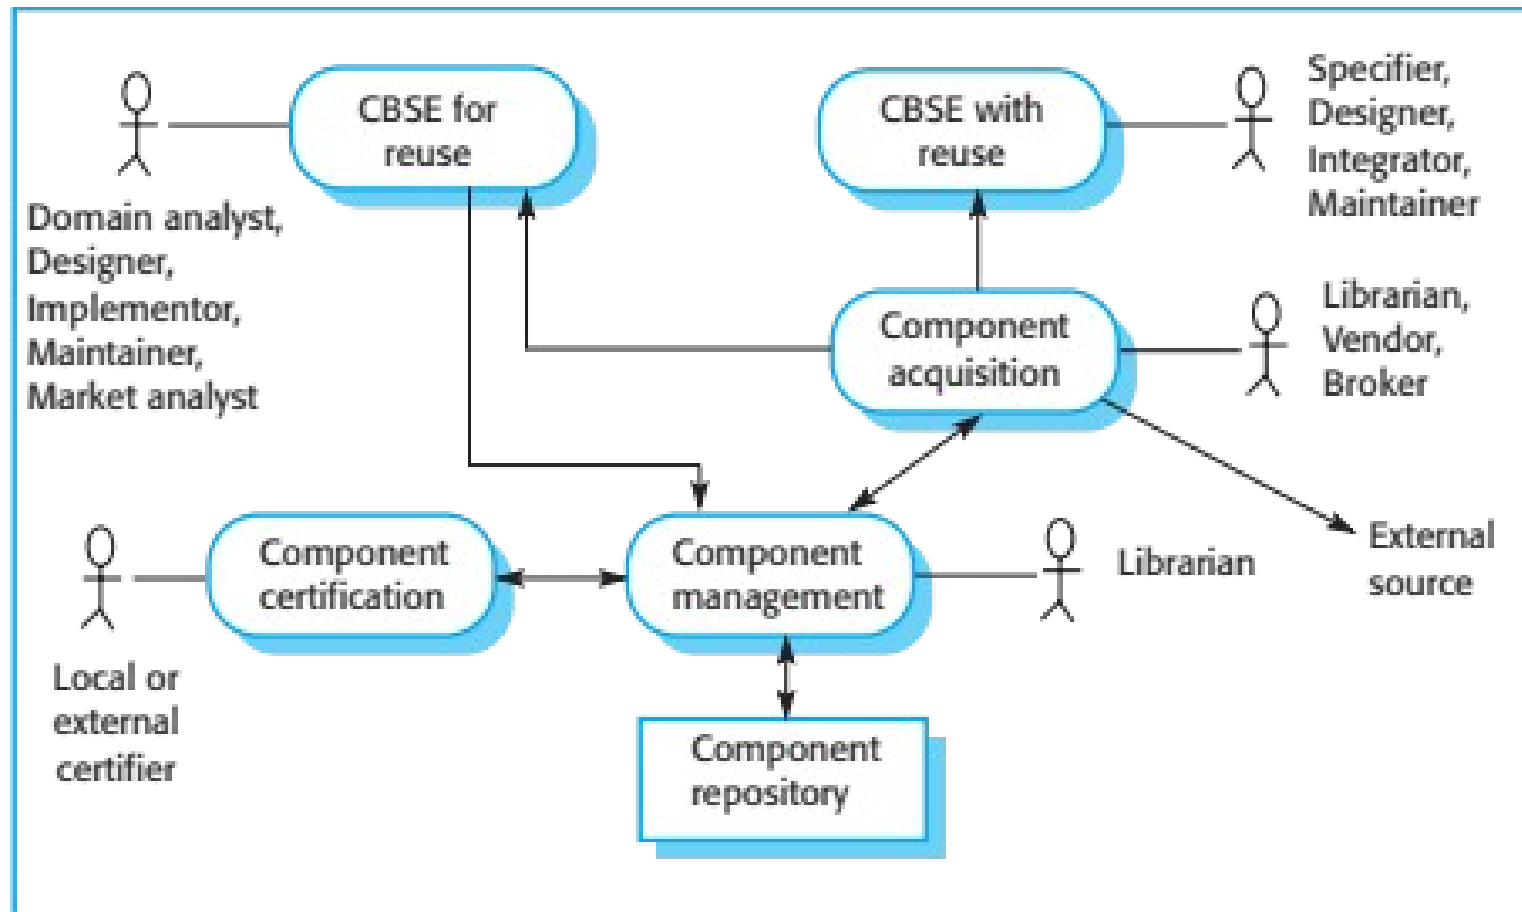 CBSE for
reuse
CBSE with
reuse
Specifier,
Designer,
Integrator,
Maintainer
Domain analyst,
Designer,
Implementor,
Maintainer,
Market analyst
Component
acquisition
Librarian,
Vendor,
Broker
Component
certification
Component
management
Librarian
External
source
Local or
external
certifier
Component
repository